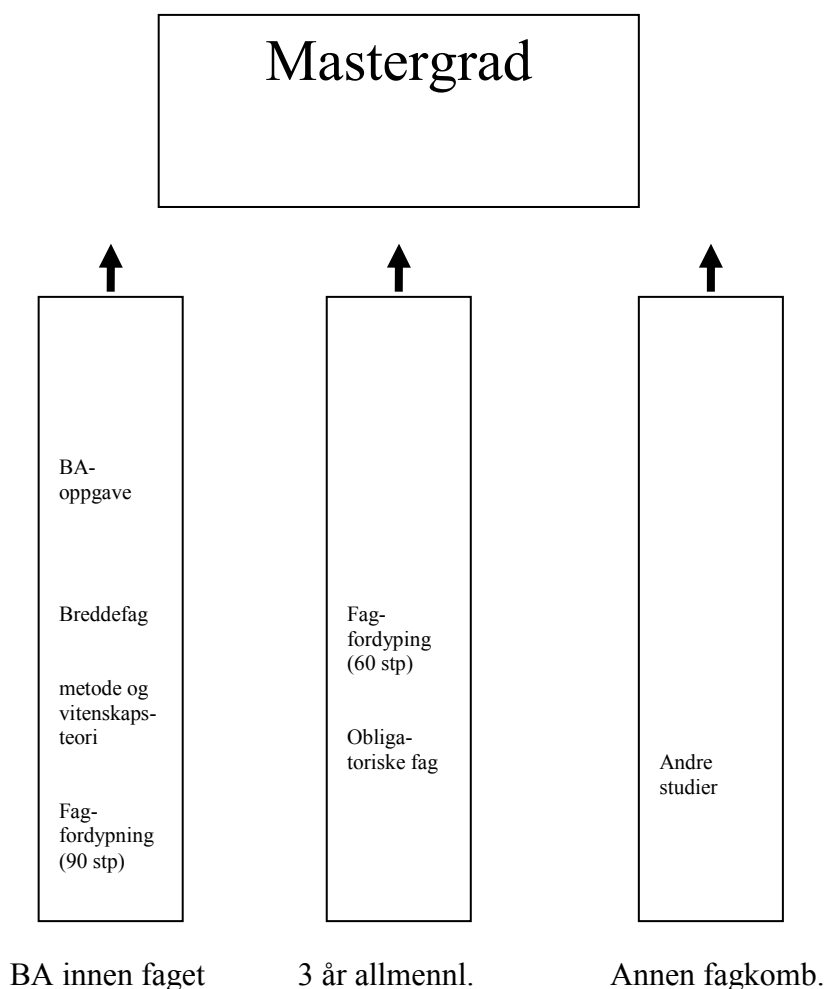 Mastergrad
BA-
oppgave
Breddefag
metode og
vitenskaps-
teori
Fag-
fordypning
(90 stp)
Fag-
fordyping
(60 stp)
Obliga-
toriske fag
Andre
studier
BA innen faget
3 år allmennl.
Annen fagkomb.